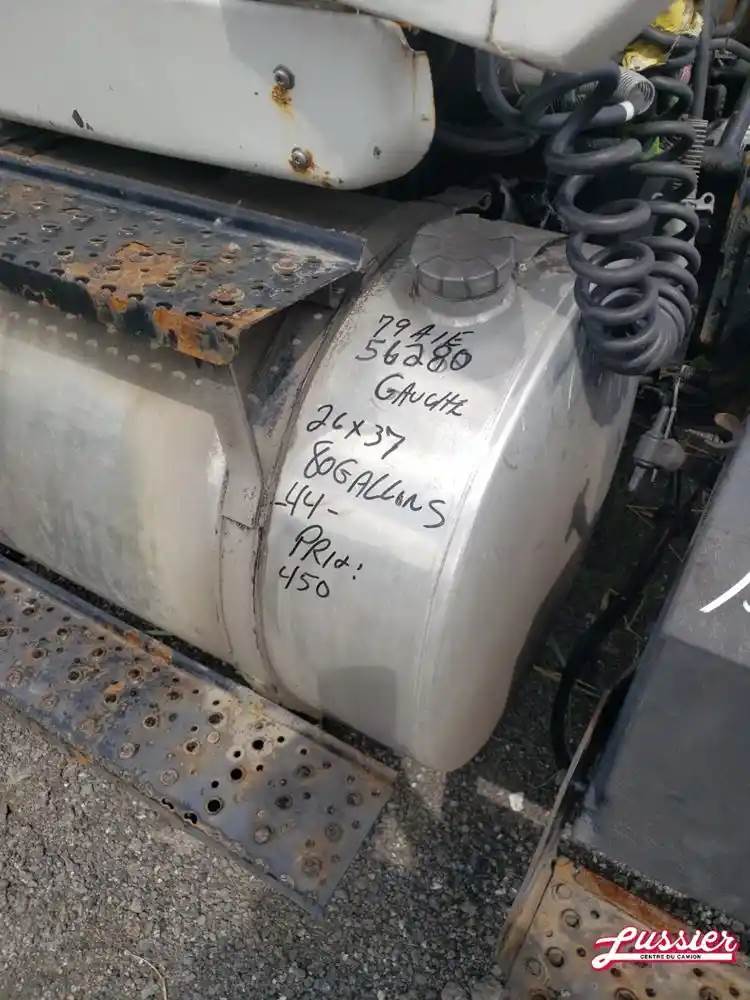 79A1E
56280
GAUCHE
26X37
80GALLONS
-44-
PRIX:
450
Lussier
CENTRE DU CAMION